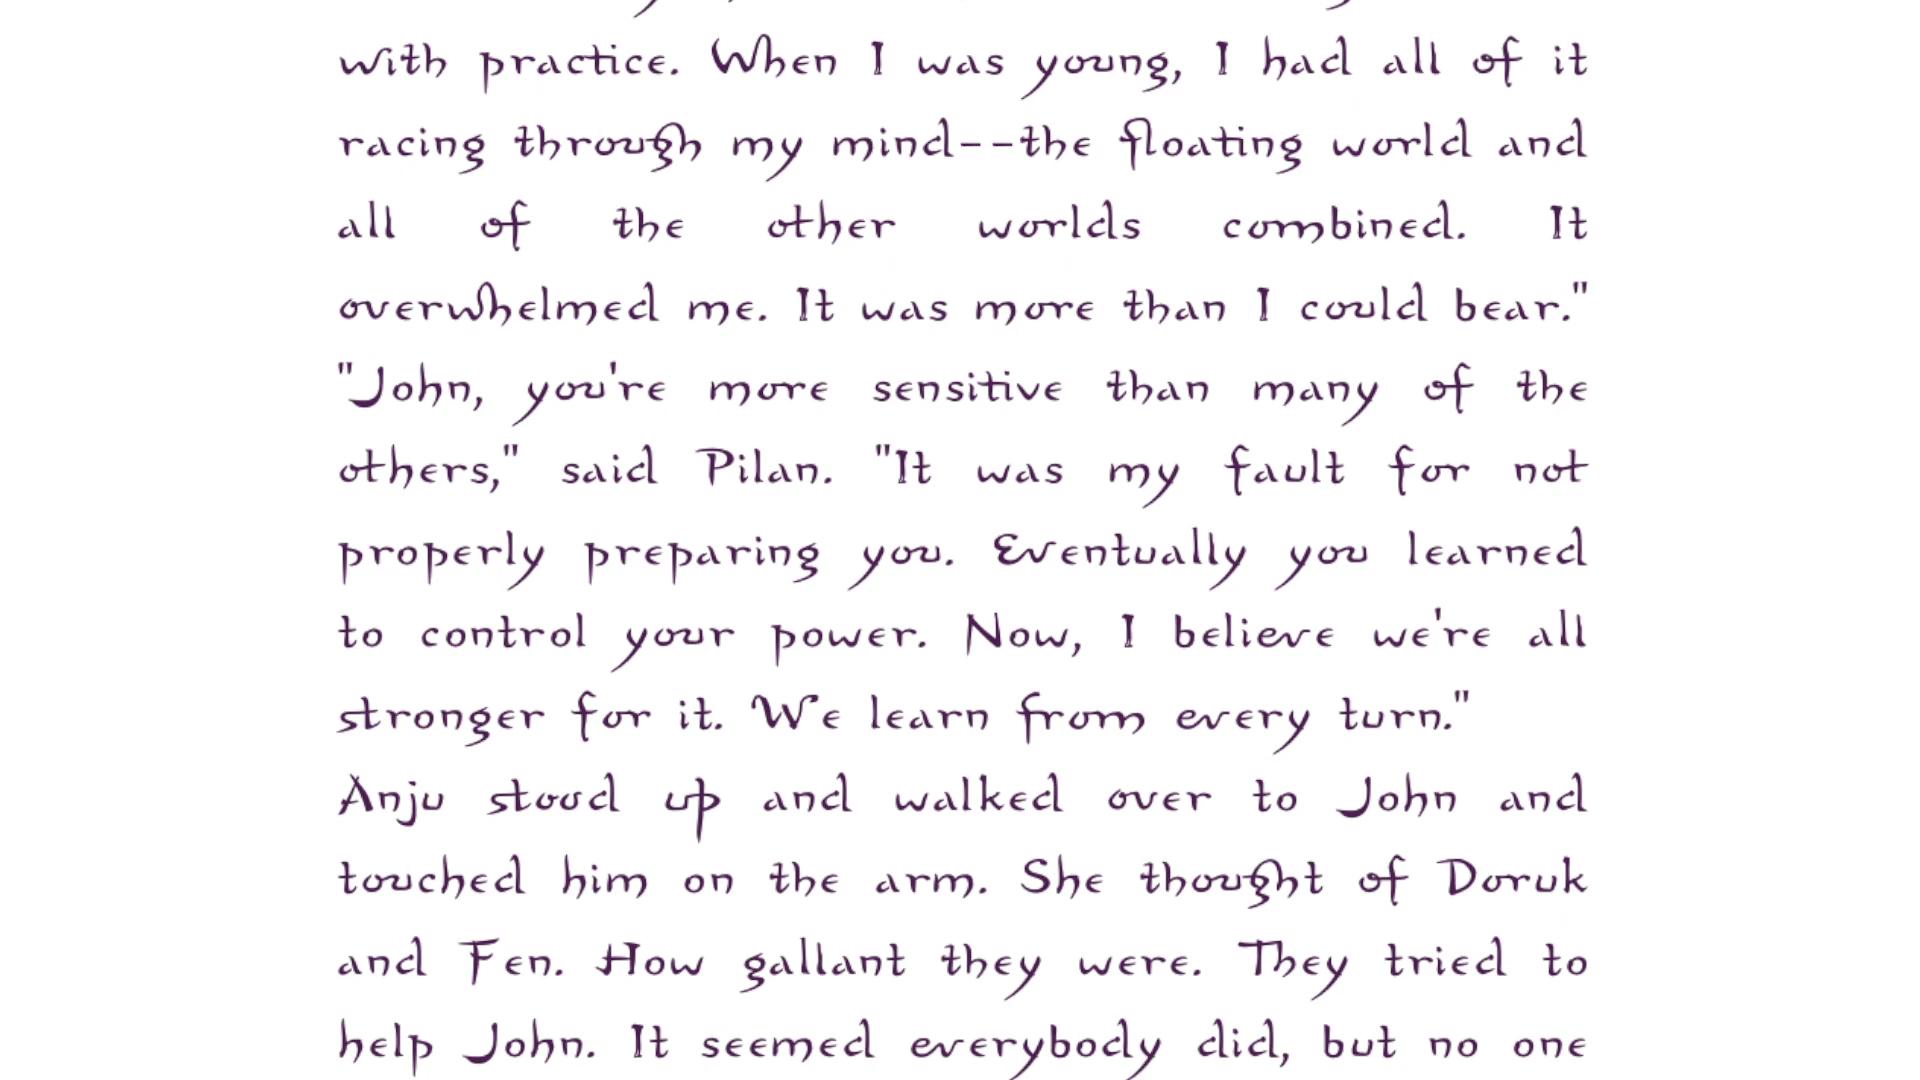 with practice. When I was young, I had all of it
racing through my mind--the floating world and
all of the other worlds combined. It
overwhelmed me. It was more than I could bear."
"John, you're more sensitive than many of the
others," said Pilan. "It was my fault for not
properly preparing you. Eventually you learned
to control your power. Now, I believe we're all
stronger for it. We learn from every turn."
Anju stood up and walked over to John and
touched him on the arm. She thought of Doruk
and Fen. How gallant they were. They tried to
help John. It seemed everybody did, but no one